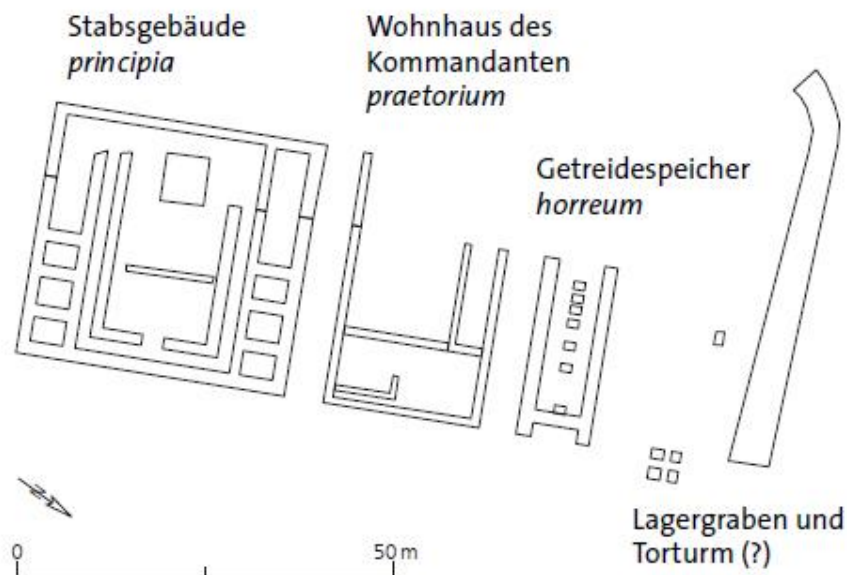 Stabsgebäude
principia
Wohnhaus des
Kommandanten
praetorium
Getreidespeicher
horreum
Lagergraben und
Torturm (?)
N
0
50 m